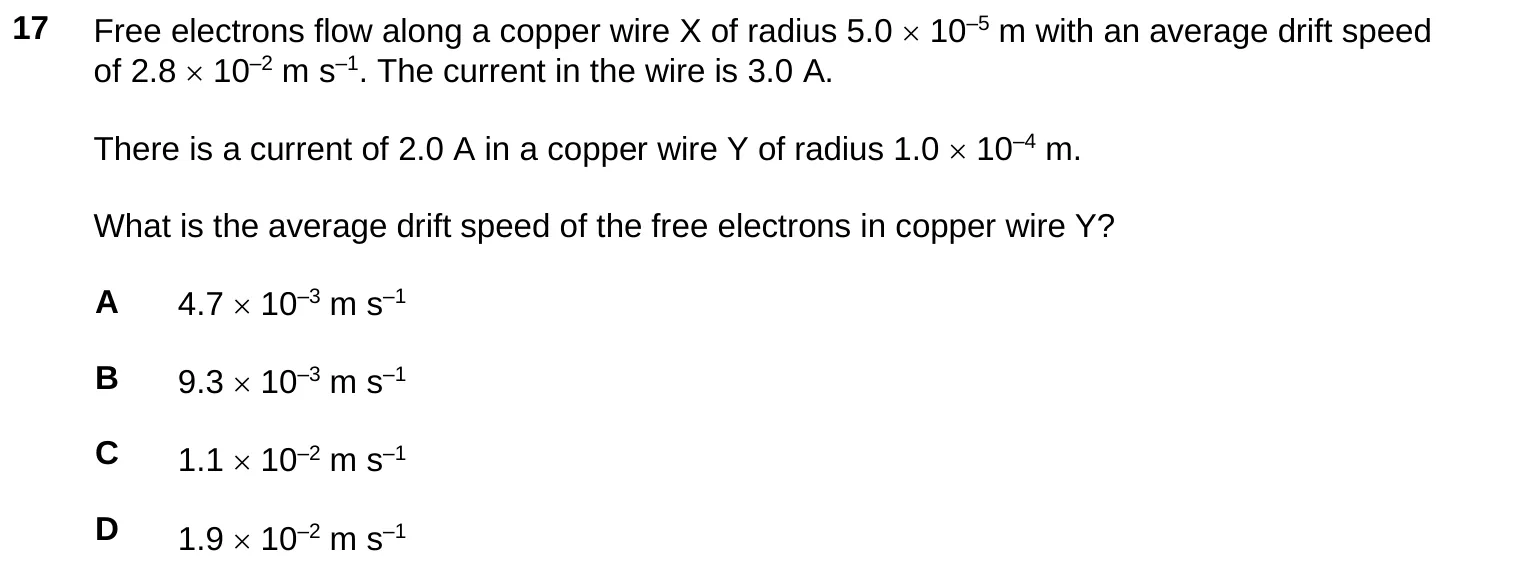 17 Free electrons flow along a copper wire X of radius 5.0 × 10⁻⁵ m with an average drift speed
of 2.8 × 10⁻² m s⁻¹. The current in the wire is 3.0 A.
There is a current of 2.0 A in a copper wire Y of radius 1.0 × 10⁻⁴ m.
What is the average drift speed of the free electrons in copper wire Y?
A 4.7 × 10⁻³ m s⁻¹
B 9.3 × 10⁻³ m s⁻¹
C 1.1 × 10⁻² m s⁻¹
D 1.9 × 10⁻² m s⁻¹